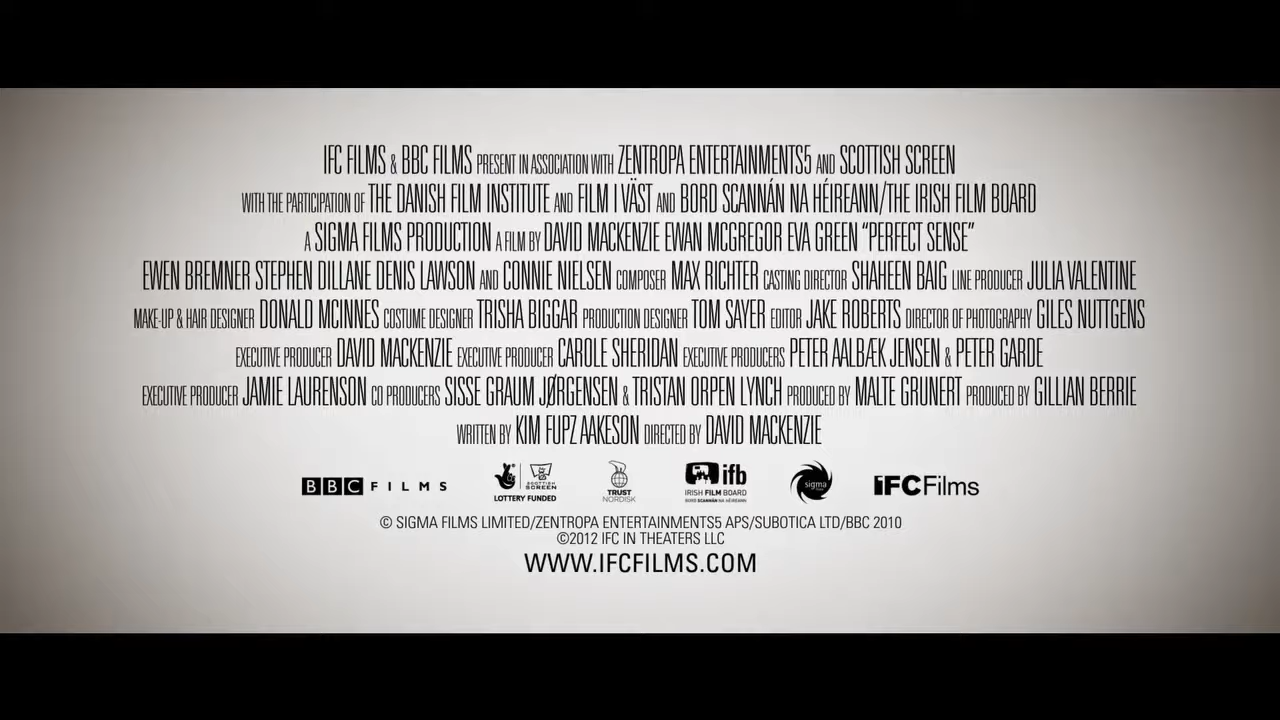 IFC FILMS & BBC FILMS PRESENT IN ASSOCIATION WITH ZENTROPA ENTERTAINMENTS5 AND SCOTTISH SCREEN
WITH THE PARTICIPATION OF THE DANISH FILM INSTITUTE AND FILM I VÄST AND BORD SCANNÁN NA HÉIREANN/THE IRISH FILM BOARD
A SIGMA FILMS PRODUCTION A FILM BY DAVID MACKENZIE EWAN MCGREGOR EVA GREEN “PERFECT SENSE”
EWEN BREMNER STEPHEN DILLANE DENIS LAWSON AND CONNIE NIELSEN COMPOSER MAX RICHTER CASTING DIRECTOR SHAHEEN BAIG LINE PRODUCER JULIA VALENTINE
MAKE-UP & HAIR DESIGNER DONALD MCINNES COSTUME DESIGNER TRISHA BIGGAR PRODUCTION DESIGNER TOM SAYER EDITOR JAKE ROBERTS DIRECTOR OF PHOTOGRAPHY GILES NUTTGENS
EXECUTIVE PRODUCER DAVID MACKENZIE EXECUTIVE PRODUCER CAROLE SHERIDAN EXECUTIVE PRODUCERS PETER AALBÆK JENSEN & PETER GARDE
EXECUTIVE PRODUCER JAMIE LAURENSON CO PRODUCERS SISSE GRAUM JØRGENSEN & TRISTAN ORPEN LYNCH PRODUCED BY MALTE GRUNERT PRODUCED BY GILLIAN BERRIE
WRITTEN BY KIM FUPZ AAKESON DIRECTED BY DAVID MACKENZIE
BBC FILMS
SCOTTISH SCREEN
LOTTERY FUNDED
TRUST
NORDISK
ifb
IRISH FILM BOARD
BORD SCANNÁN NA HÉIREANN
sigma
IFC Films
© SIGMA FILMS LIMITED/ZENTROPA ENTERTAINMENTS5 APS/SUBOTICA LTD/BBC 2010
©2012 IFC IN THEATERS LLC
WWW.IFCFILMS.COM